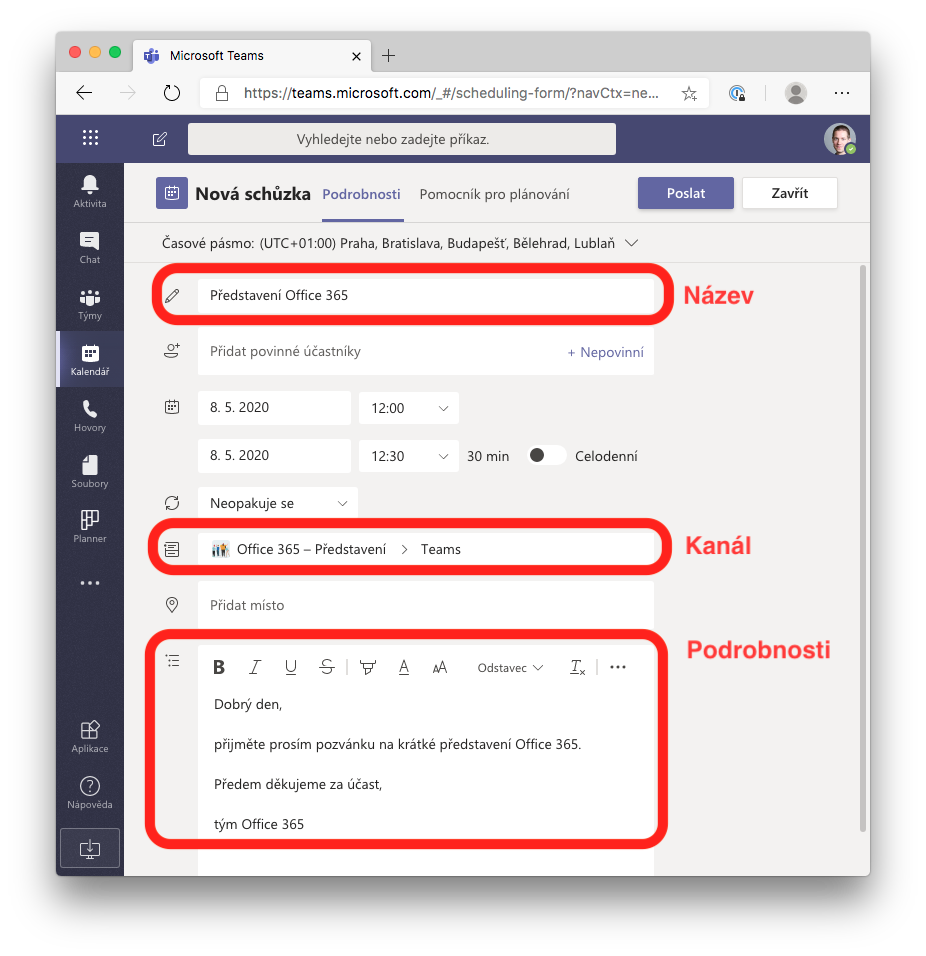 Microsoft Teams
https://teams.microsoft.com/_#/scheduling-form/?navCtx=ne...
Vyhledejte nebo zadejte příkaz.
Nová schůzka Podrobnosti Pomocník pro plánování Poslat Zavřít
Časové pásmo: (UTC+01:00) Praha, Bratislava, Budapešť, Bělehrad, Lublaň
Aktivita
Chat
Týmy
Kalendář
Hovory
Soubory
Planner
Aplikace
Nápověda
Představení Office 365 Název
Přidat povinné účastníky + Nepovinní
8. 5. 2020 12:00
8. 5. 2020 12:30 30 min Celodenní
Neopakuje se
Office 365 – Představení > Teams Kanál
Přidat místo
Podrobnosti
B I U S A AA Odstavec Tx
Dobrý den,
přijměte prosím pozvánku na krátké představení Office 365.
Předem děkujeme za účast,
tým Office 365